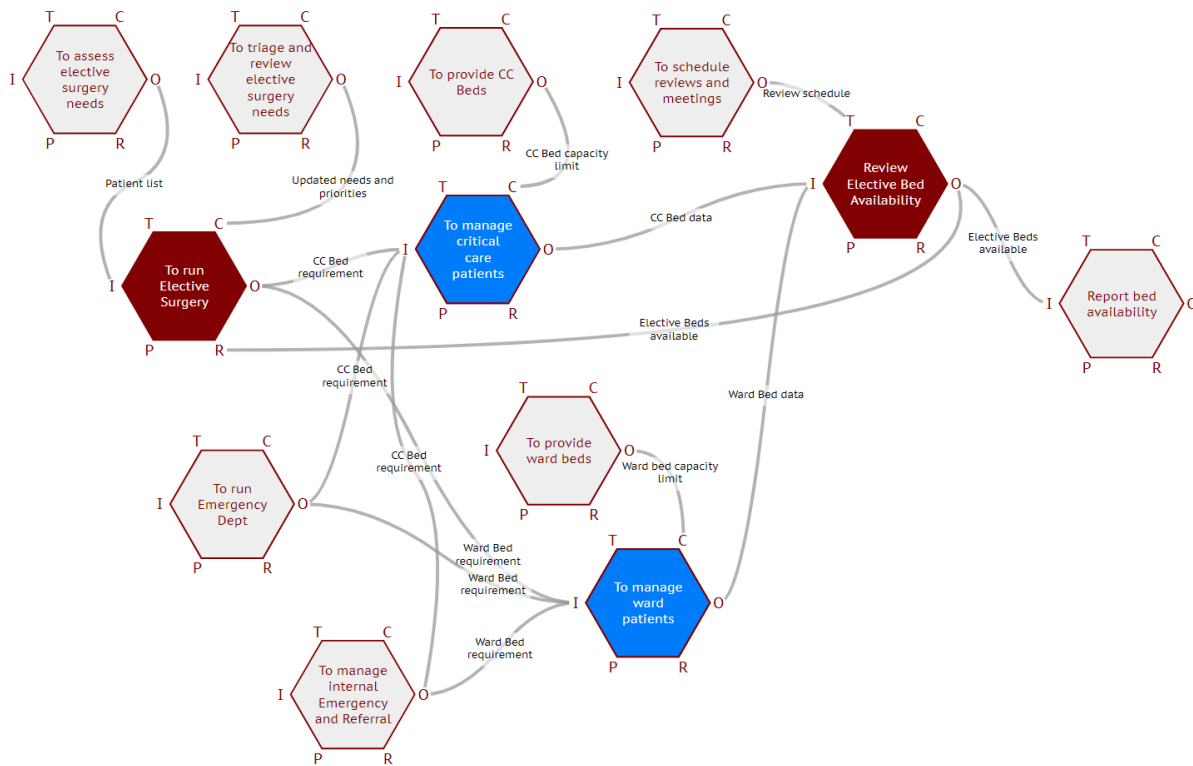 T C
To assess
elective
surgery
needs
I O
P R
T C
To triage and
review
elective
surgery
needs
I O
P R
T C
To provide CC
Beds
I O
P R
T C
To schedule
reviews and
meetings
I O
P R
Review schedule
Patient list
Updated needs and
priorities
CC Bed capacity
limit
T C
Review
Elective Bed
Availability
I O
P R
T C
To run
Elective
Surgery
I O
P R
CC Bed
requirement
T C
To manage
critical
care
patients
I O
P R
CC Bed data
Elective Beds
available
T C
Report bed
availability
I O
P R
Elective Beds
available
CC Bed
requirement
Ward Bed data
CC Bed
requirement
T C
To provide
ward beds
I O
P R
Ward bed capacity
limit
T C
To run
Emergency
Dept
I O
P R
Ward Bed
requirement
Ward Bed
requirement
T C
To manage
ward
patients
I O
P R
Ward Bed
requirement
T C
To manage
internal
Emergency
and Referral
I O
P R